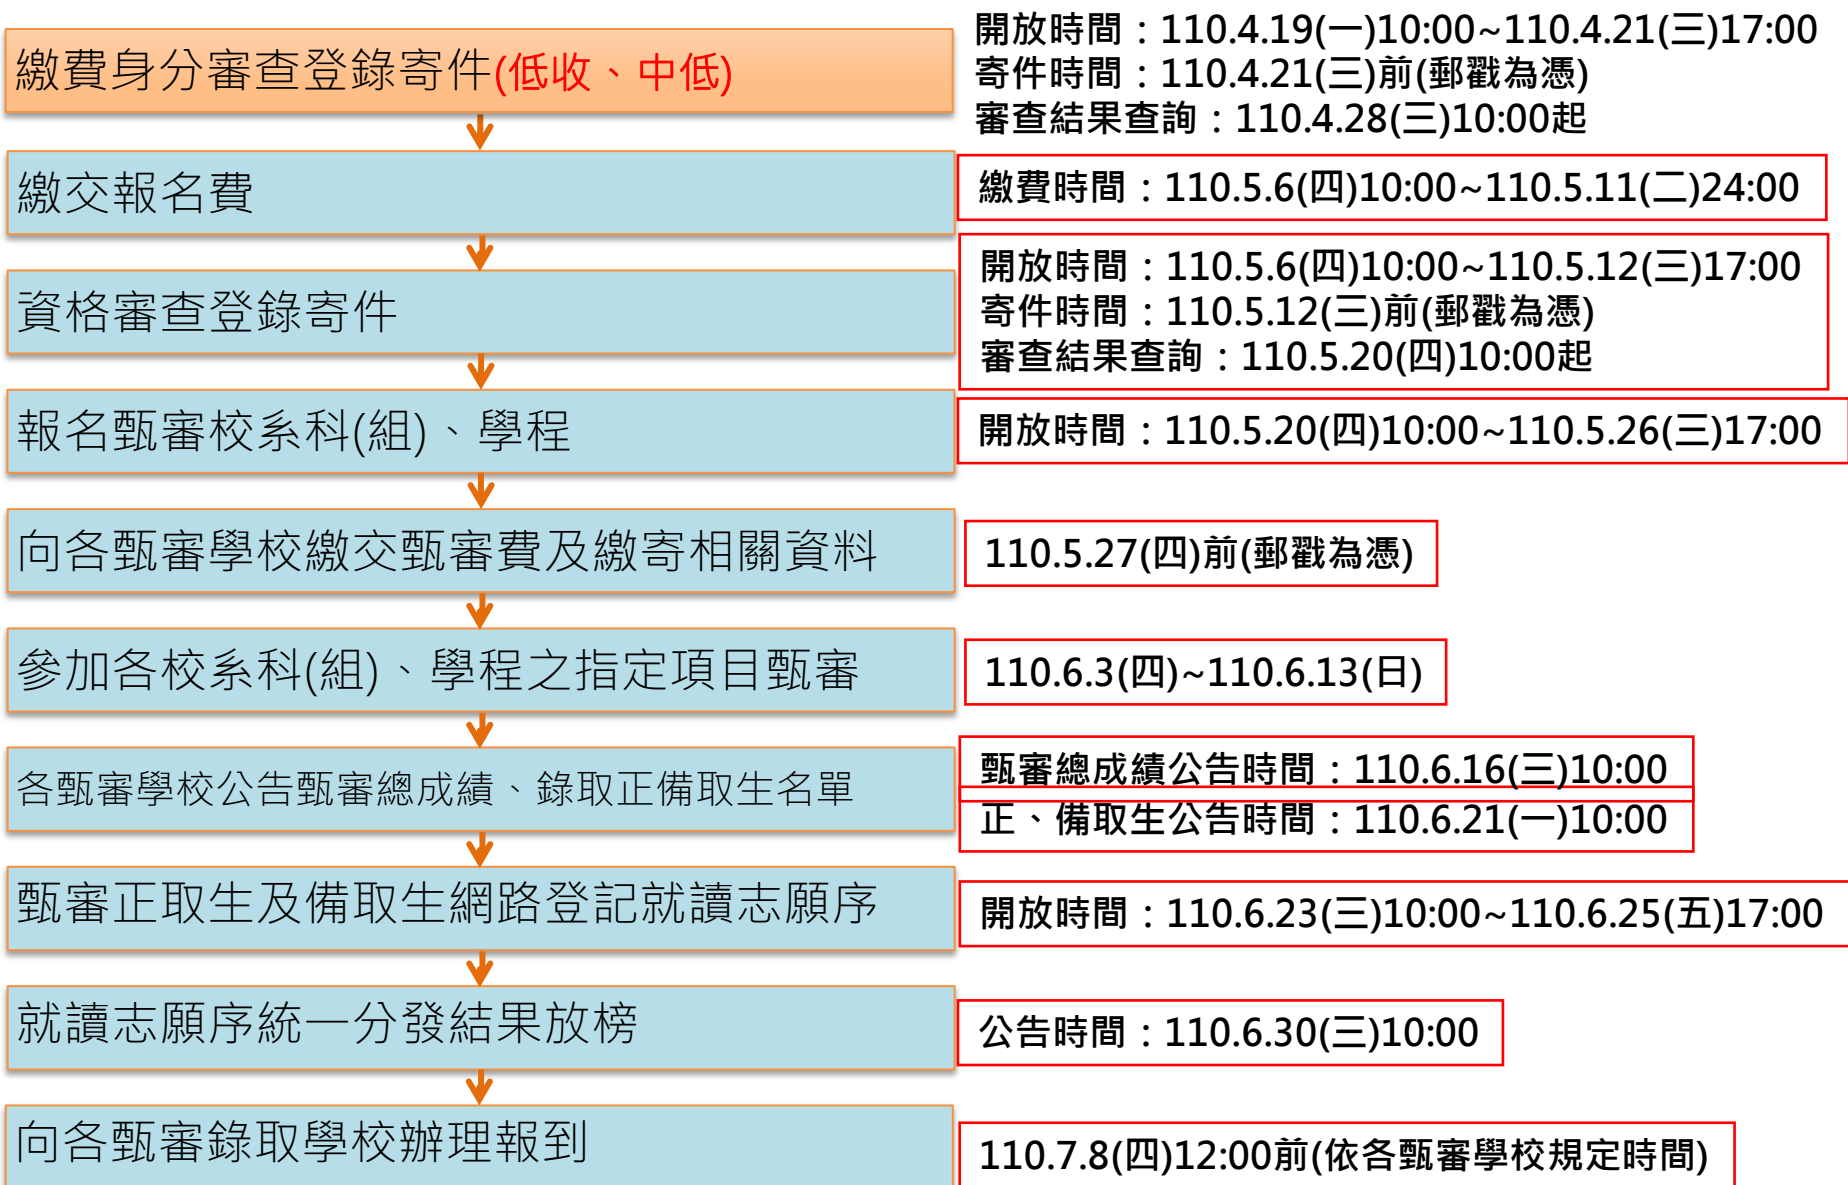 繳費身分審查登錄寄件(低收、中低)
開放時間：110.4.19(一)10:00~110.4.21(三)17:00
寄件時間：110.4.21(三)前(郵戳為憑)
審查結果查詢：110.4.28(三)10:00起
繳交報名費
繳費時間：110.5.6(四)10:00~110.5.11(二)24:00
資格審查登錄寄件
開放時間：110.5.6(四)10:00~110.5.12(三)17:00
寄件時間：110.5.12(三)前(郵戳為憑)
審查結果查詢：110.5.20(四)10:00起
報名甄審校系科(組)、學程
開放時間：110.5.20(四)10:00~110.5.26(三)17:00
向各甄審學校繳交甄審費及繳寄相關資料
110.5.27(四)前(郵戳為憑)
參加各校系科(組)、學程之指定項目甄審
110.6.3(四)~110.6.13(日)
各甄審學校公告甄審總成績、錄取正備取生名單
甄審總成績公告時間：110.6.16(三)10:00
正、備取生公告時間：110.6.21(一)10:00
甄審正取生及備取生網路登記就讀志願序
開放時間：110.6.23(三)10:00~110.6.25(五)17:00
就讀志願序統一分發結果放榜
公告時間：110.6.30(三)10:00
向各甄審錄取學校辦理報到
110.7.8(四)12:00前(依各甄審學校規定時間)